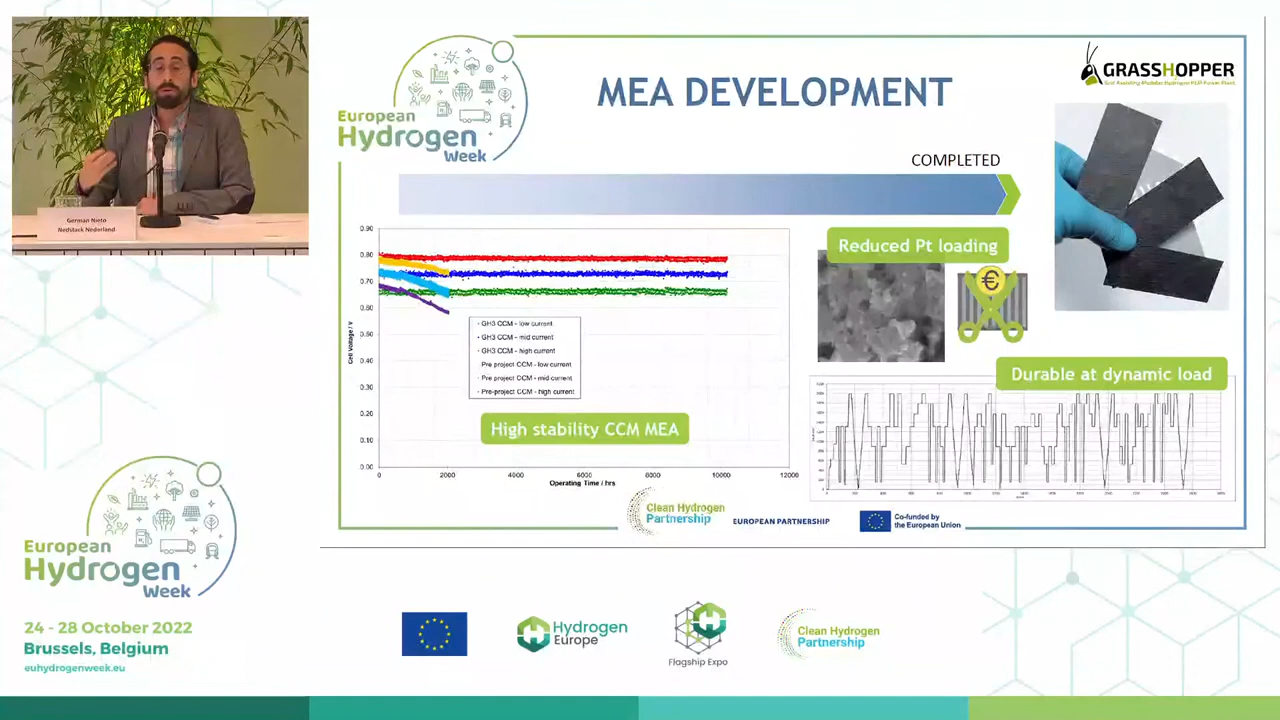 German Nieto
Nedstack Nederland
European
Hydrogen
Week
MEA DEVELOPMENT
GRASSHOPPER
COMPLETED
0.90
0.80
0.70
0.60
0.50
0.40
0.30
0.20
0.10
0.00
Cell Voltage / V
GH3 CCM - low current
GH3 CCM - mid current
GH3 CCM - high current
Pre project CCM - low current
Pre project CCM - mid current
Pre-project CCM - high current
High stability CCM MEA
0
2000
4000
6000
8000
10000
12000
Operating Time / hrs
Reduced Pt loading
€
Durable at dynamic load
Clean Hydrogen
Partnership
EUROPEAN PARTNERSHIP
Co-funded by
the European Union
European
Hydrogen
Week
24 - 28 October 2022
Brussels, Belgium
euhydrogenweek.eu
Hydrogen
Europe
Flagship Expo
Clean Hydrogen
Partnership